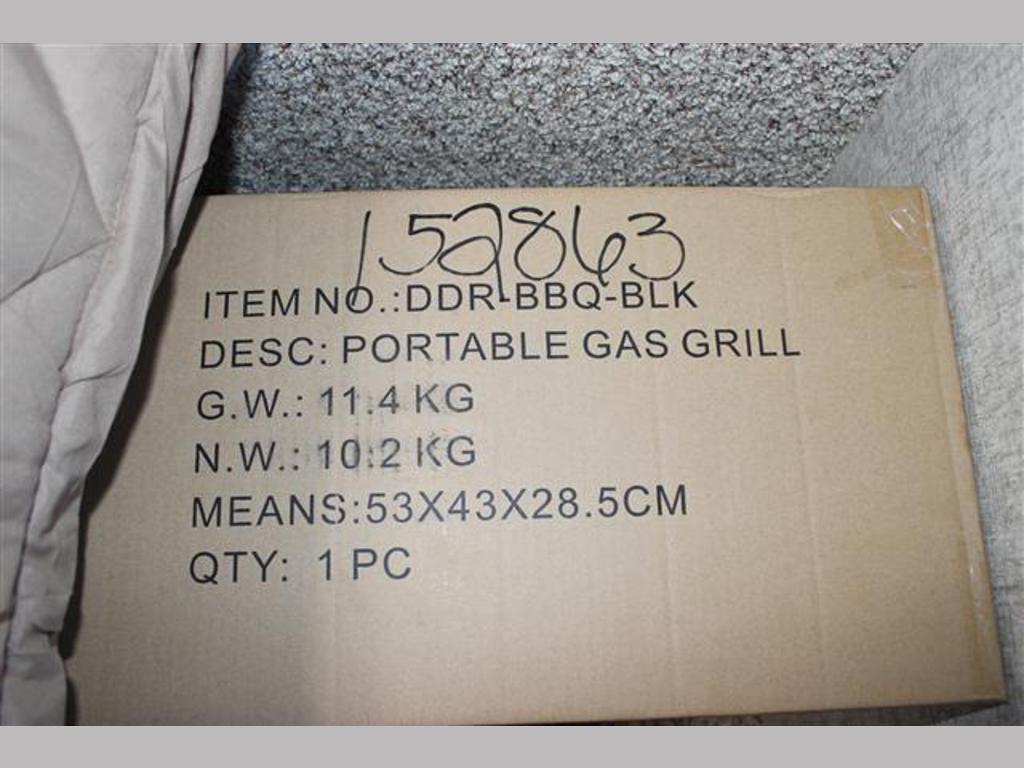 152863
ITEM NO.:DDR-BBQ-BLK
DESC: PORTABLE GAS GRILL
G.W.: 11.4 KG
N.W.: 10.2 KG
MEANS:53X43X28.5CM
QTY: 1 PC